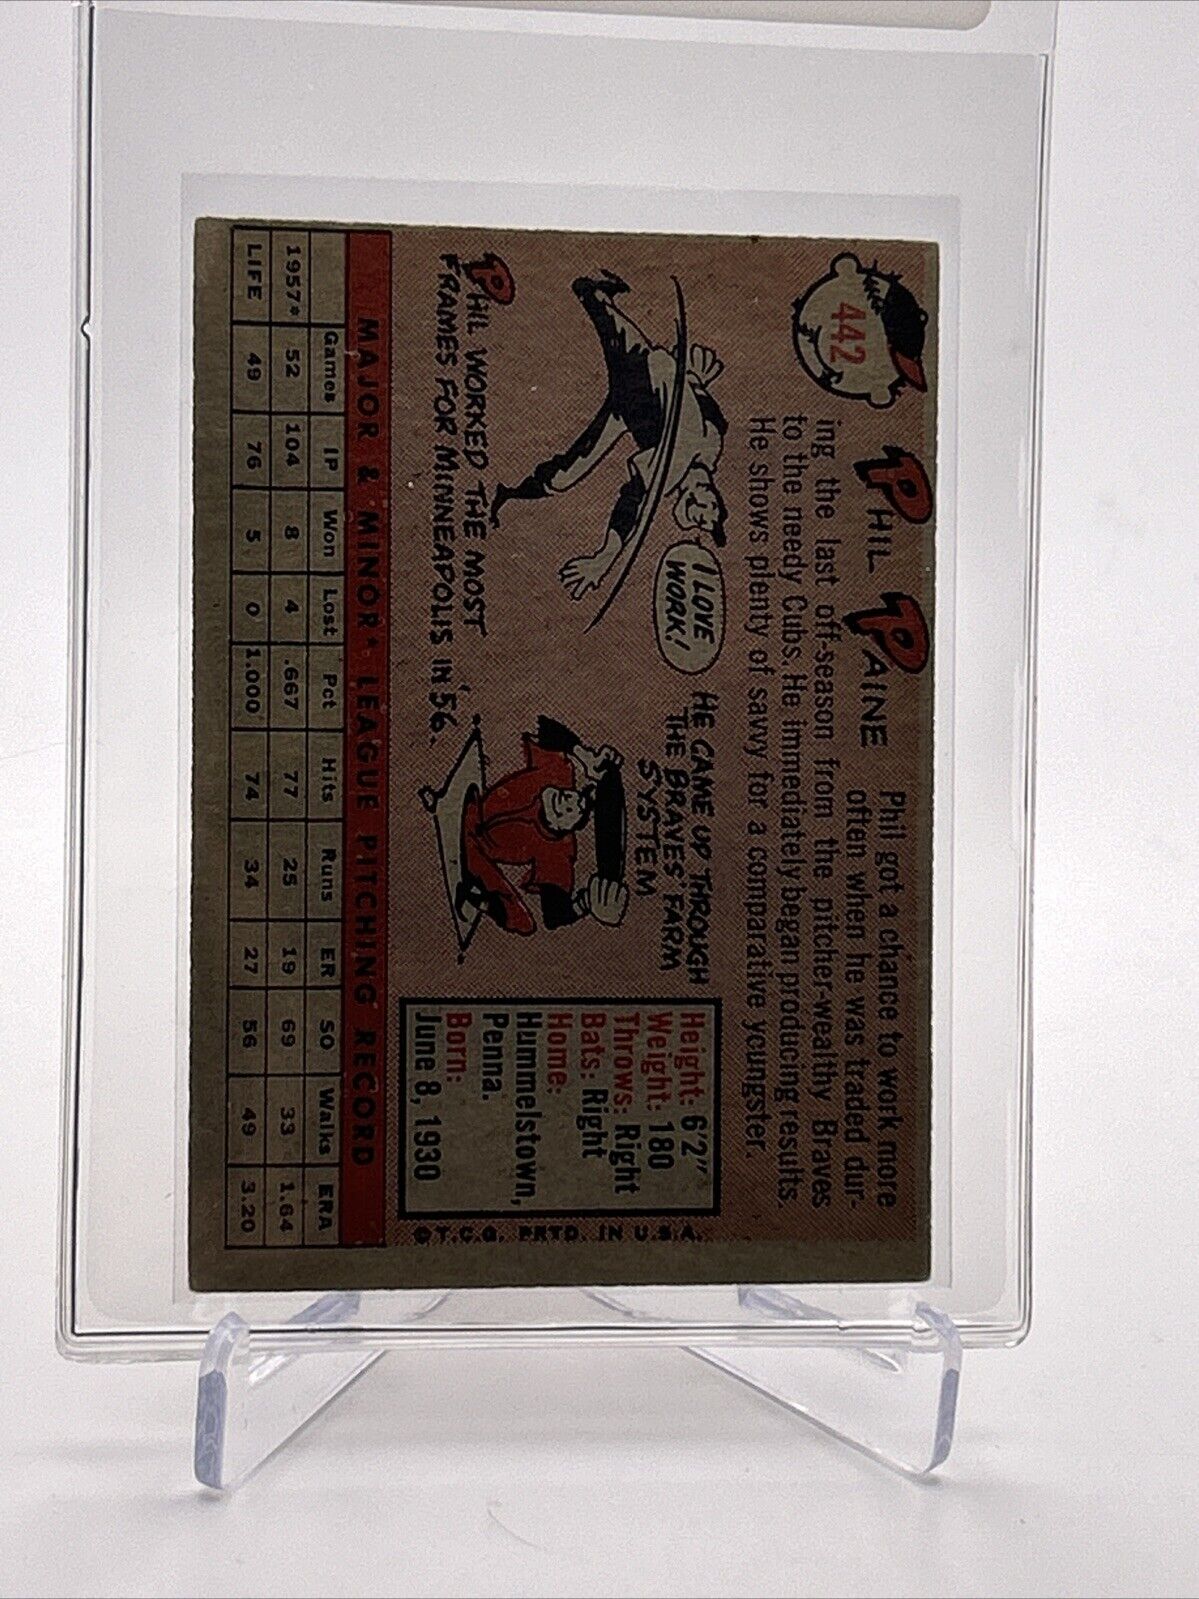 442
PHIL PAINE
Phil got a chance to work more
often when he was traded dur-
ing the last off-season from the pitcher-wealthy Braves
to the needy Cubs. He immediately began producing results.
He shows plenty of savvy for a comparative youngster.
I LOVE
WORK!
PHIL WORKED THE MOST
FRAMES FOR MINNEAPOLIS IN '56.
HE CAME UP THROUGH
THE BRAVES' FARM
SYSTEM
Height: 6'2"
Weight: 180
Throws: Right
Bats: Right
Home:
Hummelstown,
Penna.
Born:
June 8, 1930
©T.C.G. PRTD. IN U.S.A.
MAJOR & MINOR* LEAGUE PITCHING RECORD
Games IP Won Lost Pct Hits Runs ER SO Walks ERA
1957* 52 104 8 4 .667 77 25 19 69 33 1.64
LIFE 49 76 5 0 1.000 74 34 27 56 49 3.20